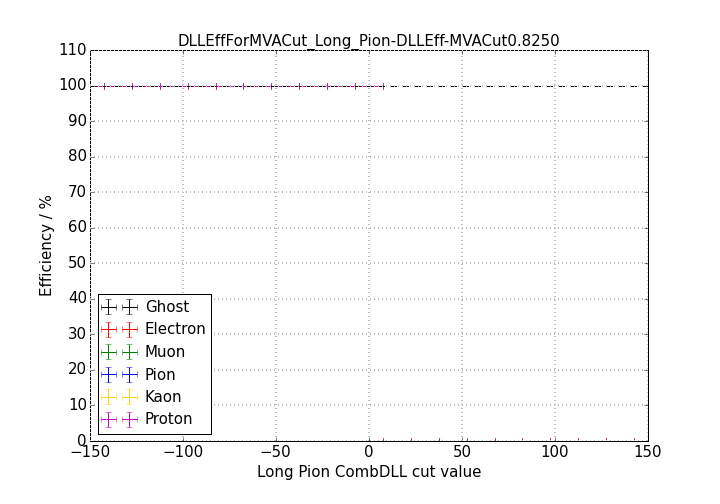 DLLEffForMVACut_Long_Pion-DLLEff-MVACut0.8250
110
100
90
80
70
60
50
40
30
20
10
0
Efficiency / %
Ghost
Electron
Muon
Pion
Kaon
Proton
−150 −100 −50 0 50 100 150
Long Pion CombDLL cut value